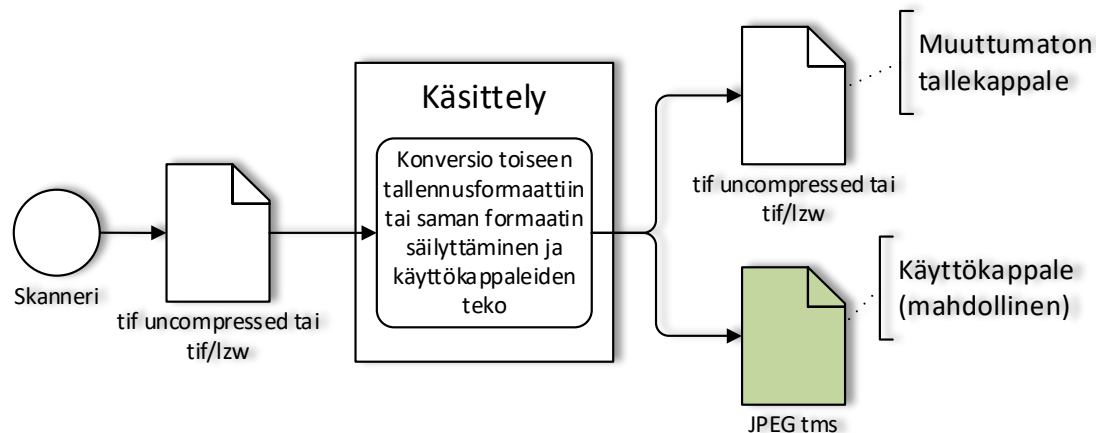 Skanneri
tif uncompressed tai
tif/lzw
Käsittely
Konversio toiseen
tallennusformaattiin
tai saman formaatin
säilyttäminen ja
käyttökappaleiden
teko
tif uncompressed tai
tif/lzw
Muuttumaton
tallekappale
JPEG tms
Käyttökappale
(mahdollinen)